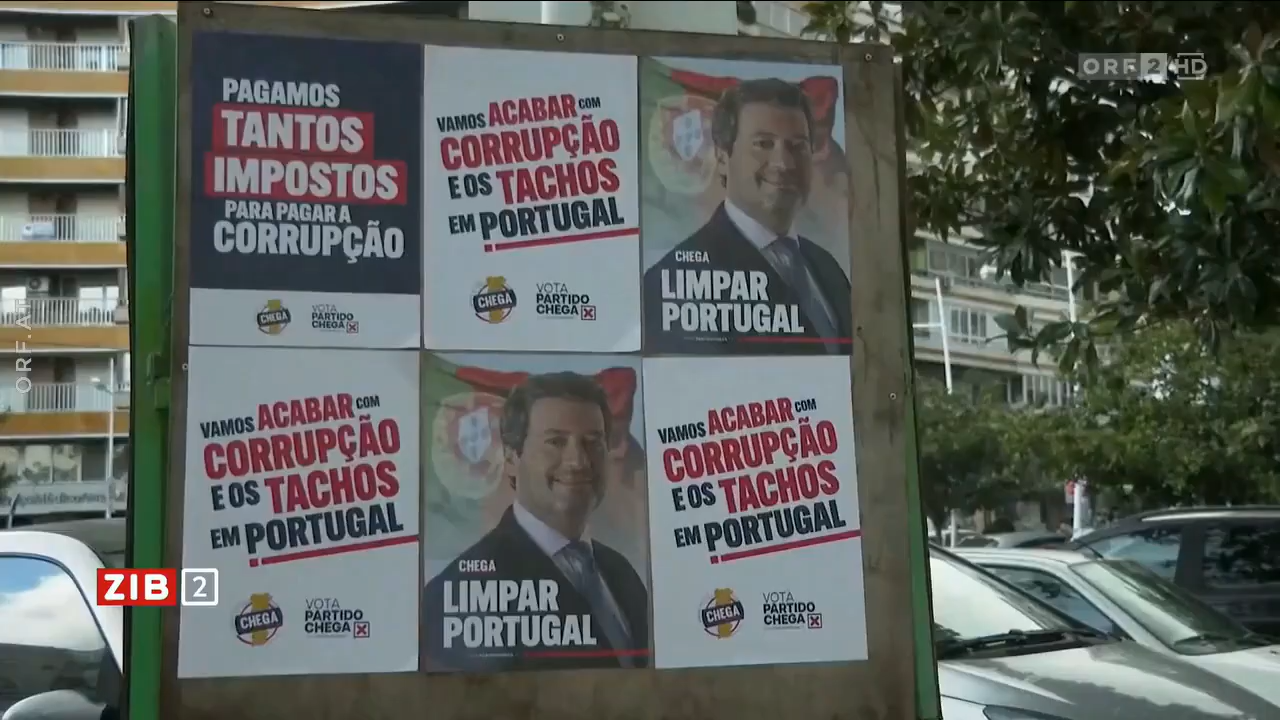 ORF 2 HD
ORF.AT
PAGAMOS
TANTOS
IMPOSTOS
PARA PAGAR A
CORRUPÇÃO
CHEGA
VOTA
PARTIDO
CHEGA
VAMOS ACABAR COM
CORRUPÇÃO
E OS TACHOS
EM PORTUGAL
CHEGA
VOTA
PARTIDO
CHEGA
CHEGA
LIMPAR
PORTUGAL
VAMOS ACABAR COM
CORRUPÇÃO
E OS TACHOS
EM PORTUGAL
CHEGA
VOTA
PARTIDO
CHEGA
CHEGA
LIMPAR
PORTUGAL
VAMOS ACABAR COM
CORRUPÇÃO
E OS TACHOS
EM PORTUGAL
CHEGA
VOTA
PARTIDO
CHEGA
ZIB 2